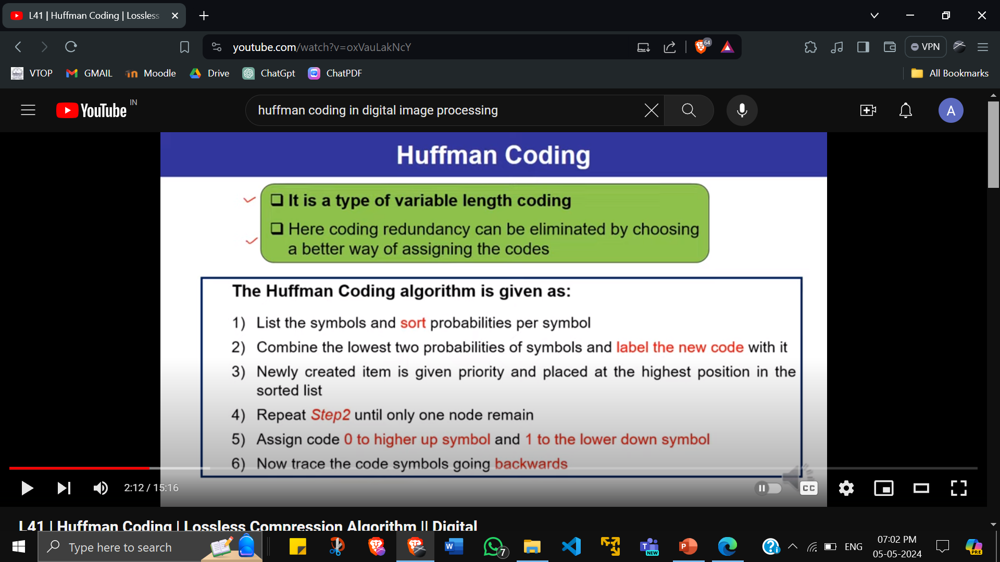 L41 | Huffman Coding | Lossless
youtube.com/watch?v=oxVauLakNcY
64
VPN
VTOP
GMAIL
Moodle
Drive
ChatGpt
ChatPDF
All Bookmarks
YouTube IN
huffman coding in digital image processing
A
Huffman Coding
It is a type of variable length coding
Here coding redundancy can be eliminated by choosing
a better way of assigning the codes
The Huffman Coding algorithm is given as:
1) List the symbols and sort probabilities per symbol
2) Combine the lowest two probabilities of symbols and label the new code with it
3) Newly created item is given priority and placed at the highest position in the
sorted list
4) Repeat Step2 until only one node remain
5) Assign code 0 to higher up symbol and 1 to the lower down symbol
6) Now trace the code symbols going backwards
2:12 / 15:16
CC
L41 | Huffman Coding | Lossless Compression Algorithm || Digital
Type here to search
W
7
T
NEW
P
ENG
07:02 PM
05-05-2024
PRE